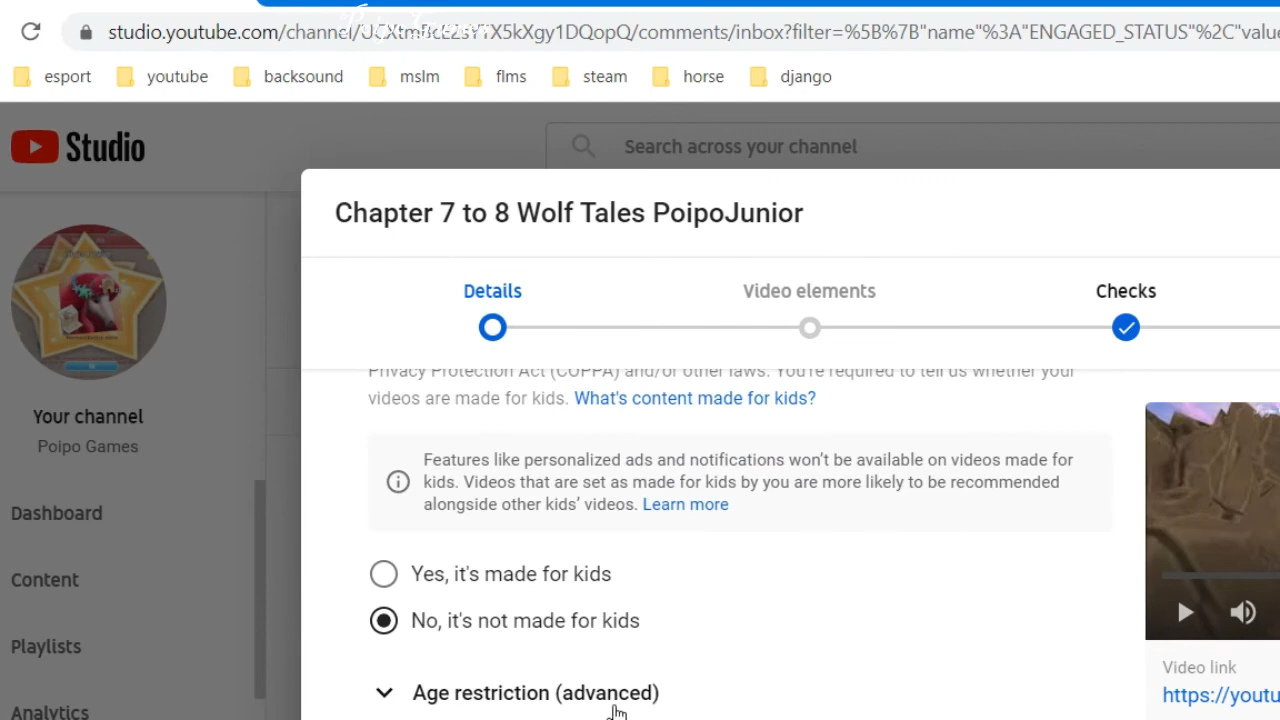 studio.youtube.com/channel/
/comments/inbox?filter=%5B%7B"name"%3A"ENGAGED_STATUS"%2C"value
esport youtube backsound mslm flms steam horse django
Studio
Search across your channel
Chapter 7 to 8 Wolf Tales PoipoJunior
Details Video elements Checks
Privacy Protection Act (COPPA) and/or other laws. You're required to tell us whether your
videos are made for kids. What's content made for kids?
Features like personalized ads and notifications won't be available on videos made for
kids. Videos that are set as made for kids by you are more likely to be recommended
alongside other kids' videos. Learn more
Yes, it's made for kids
No, it's not made for kids
Age restriction (advanced)
Your channel
Poipo Games
Dashboard
Content
Playlists
Analytics
Video link
https://youtu